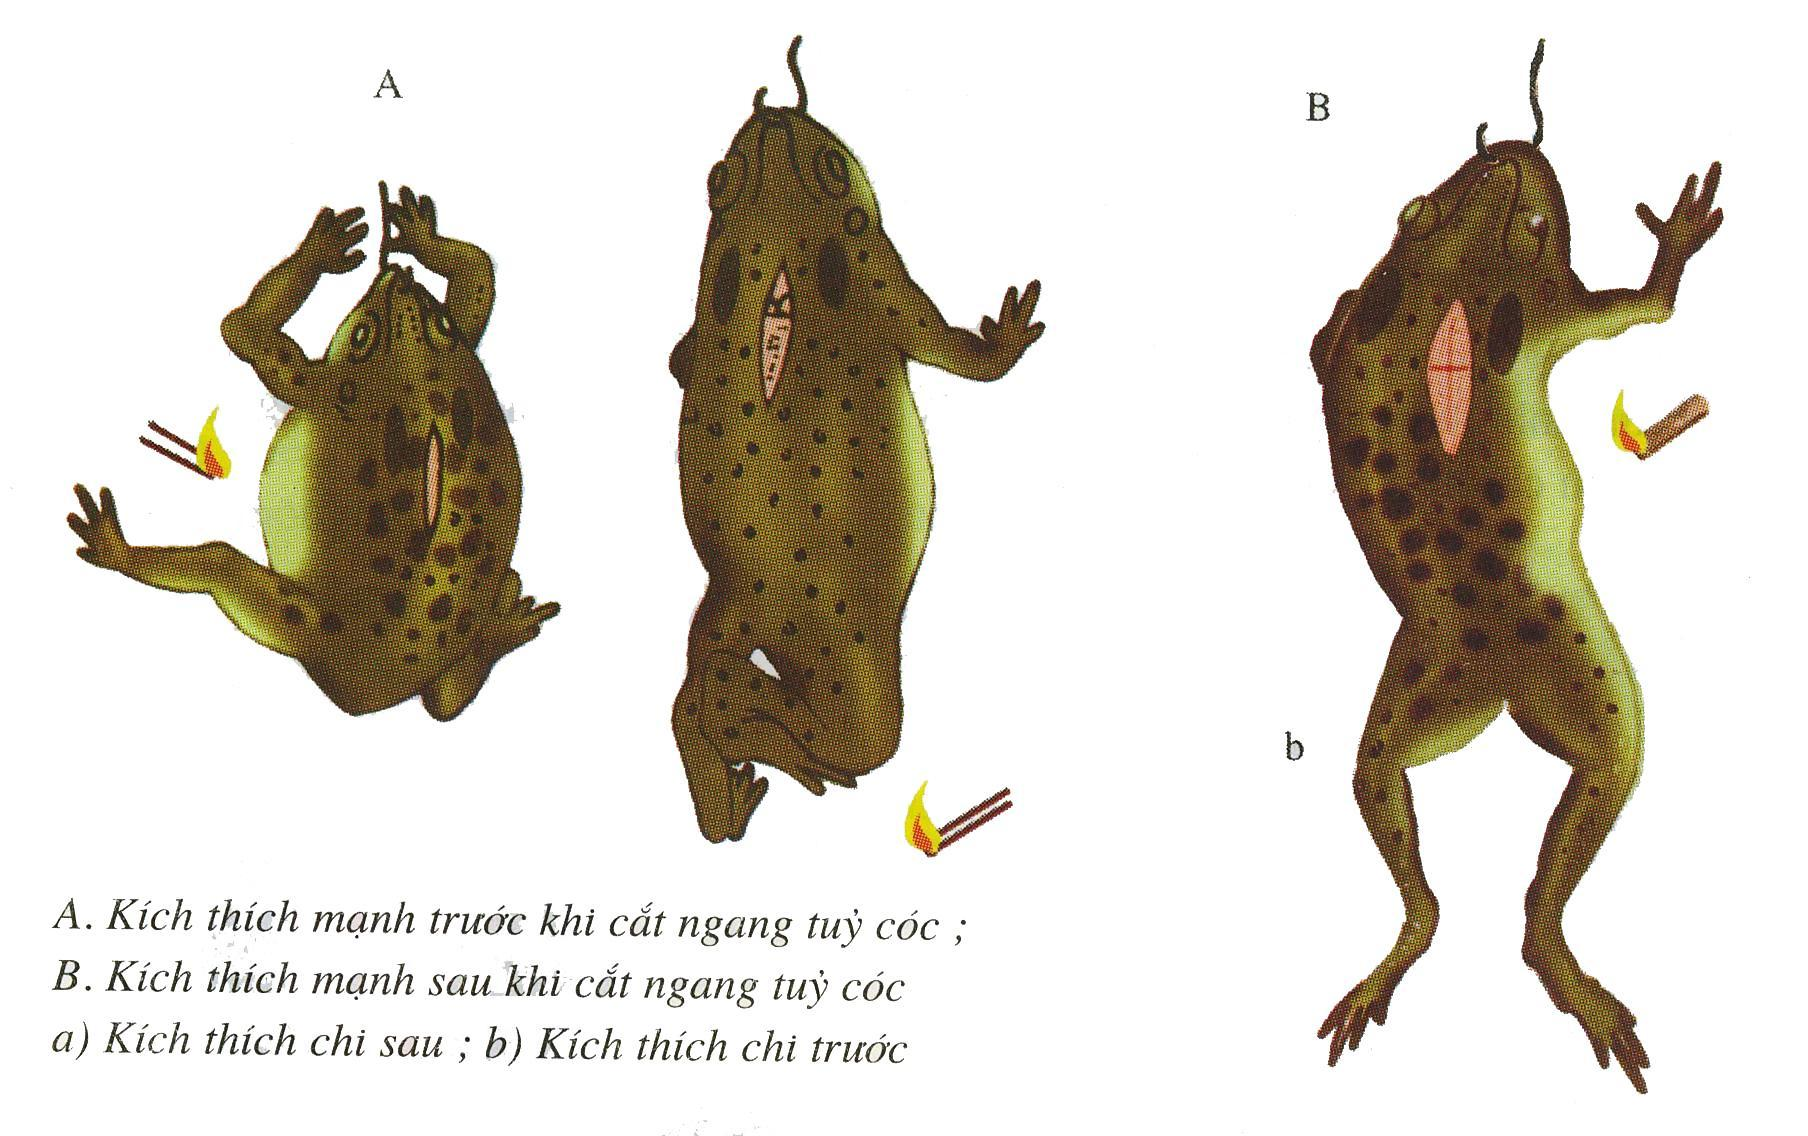 A
B
b
A. Kích thích mạnh trước khi cắt ngang tuỷ cóc ;
B. Kích thích mạnh sau khi cắt ngang tuỷ cóc
a) Kích thích chi sau ; b) Kích thích chi trước